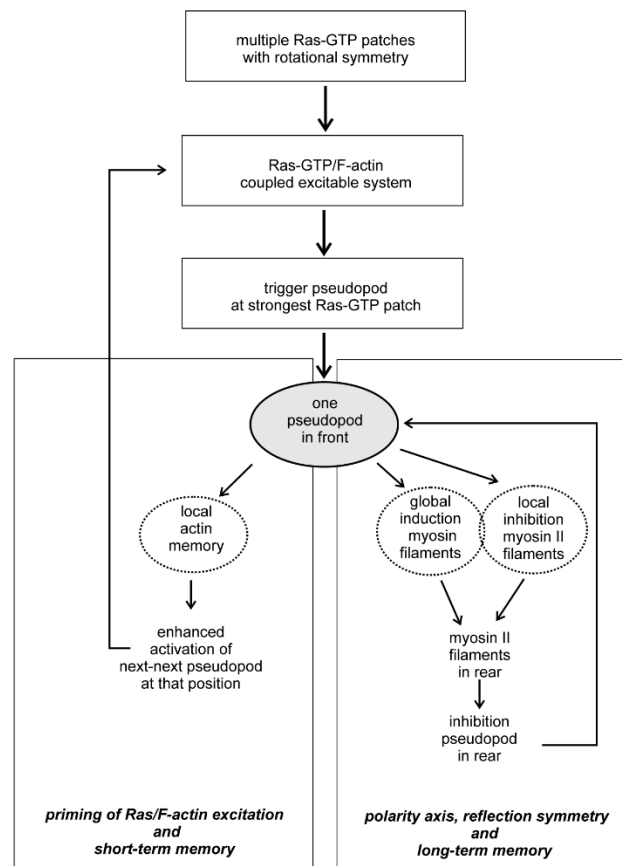 multiple Ras-GTP patches
with rotational symmetry
Ras-GTP/F-actin
coupled excitable system
trigger pseudopod
at strongest Ras-GTP patch
one
pseudopod
in front
local
actin
memory
enhanced
activation of
next-next pseudopod
at that position
priming of Ras/F-actin excitation
and
short-term memory
global
induction
myosin
filaments
local
inhibition
myosin II
filaments
myosin II
filaments
in rear
inhibition
pseudopod
in rear
polarity axis, reflection symmetry
and
long-term memory